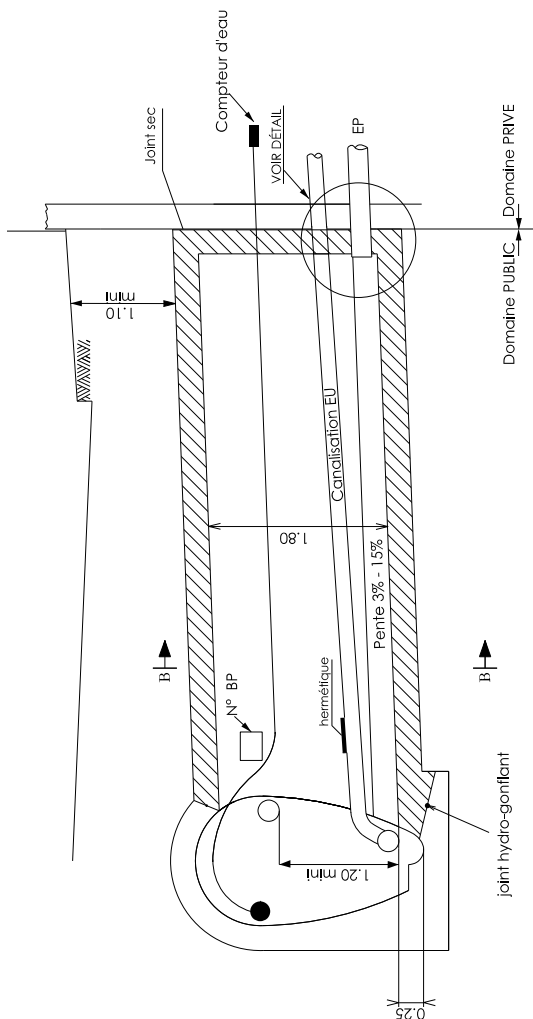 Compteur d'eau
Joint sec
VOIR DÉTAIL
EP
Domaine PRIVE
Domaine PUBLIC
1.10
mini
Canalisation EU
1.80
Pente 3% - 15%
B
B
N° BP
hermétique
joint hydro-gonflant
1.20 mini
0.25